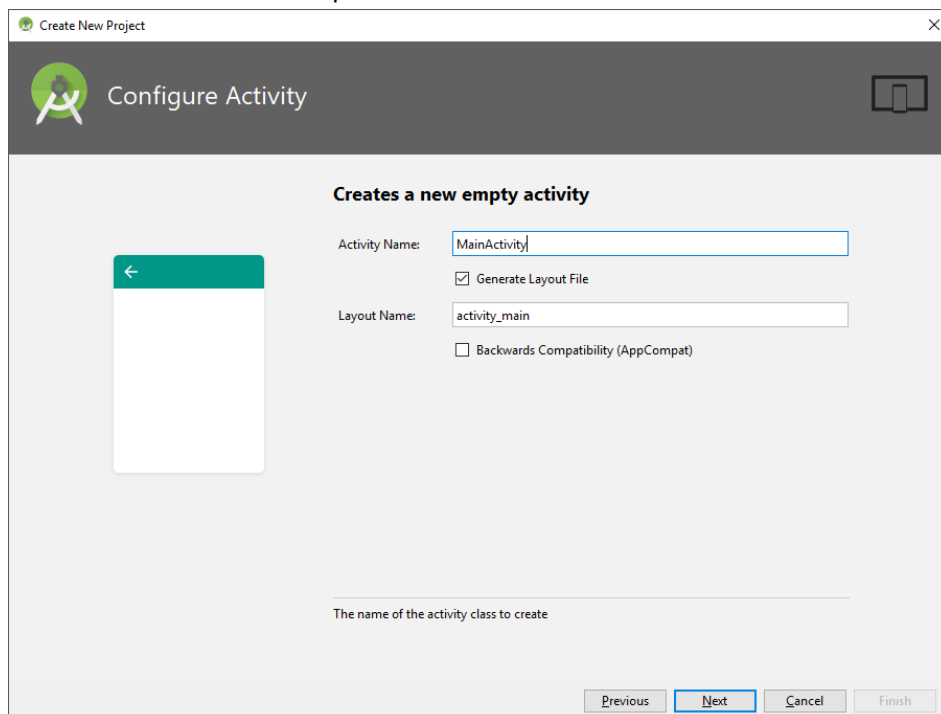 Create New Project
Configure Activity
Creates a new empty activity
Activity Name: MainActivity
Generate Layout File
Layout Name: activity_main
Backwards Compatibility (AppCompat)
The name of the activity class to create
Previous Next Cancel Finish